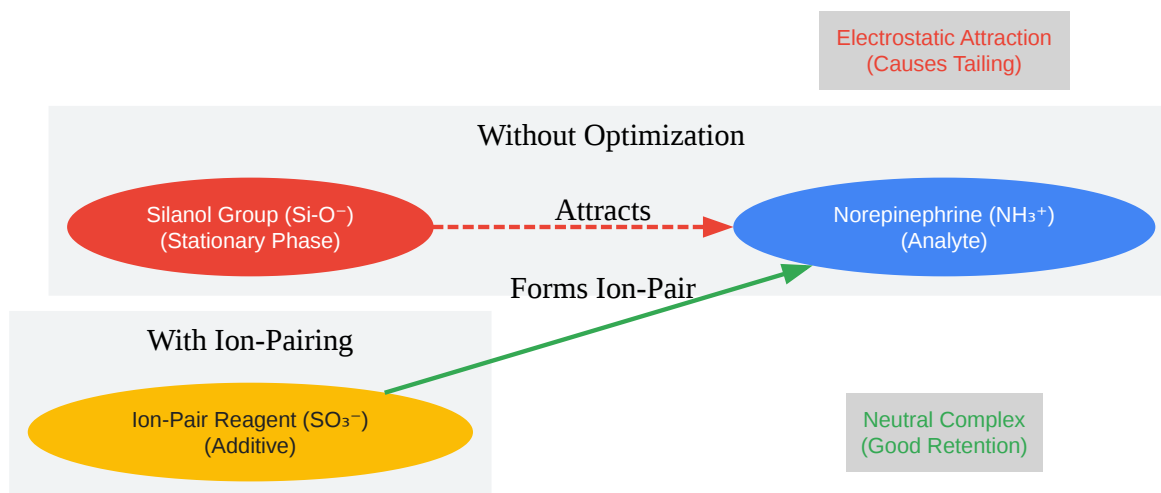 Electrostatic Attraction
(Causes Tailing)
Without Optimization
Silanol Group (Si-O⁻)
(Stationary Phase)
Attracts
Norepinephrine (NH₃⁺)
(Analyte)
Forms Ion-Pair
With Ion-Pairing
Ion-Pair Reagent (SO₃⁻)
(Additive)
Neutral Complex
(Good Retention)